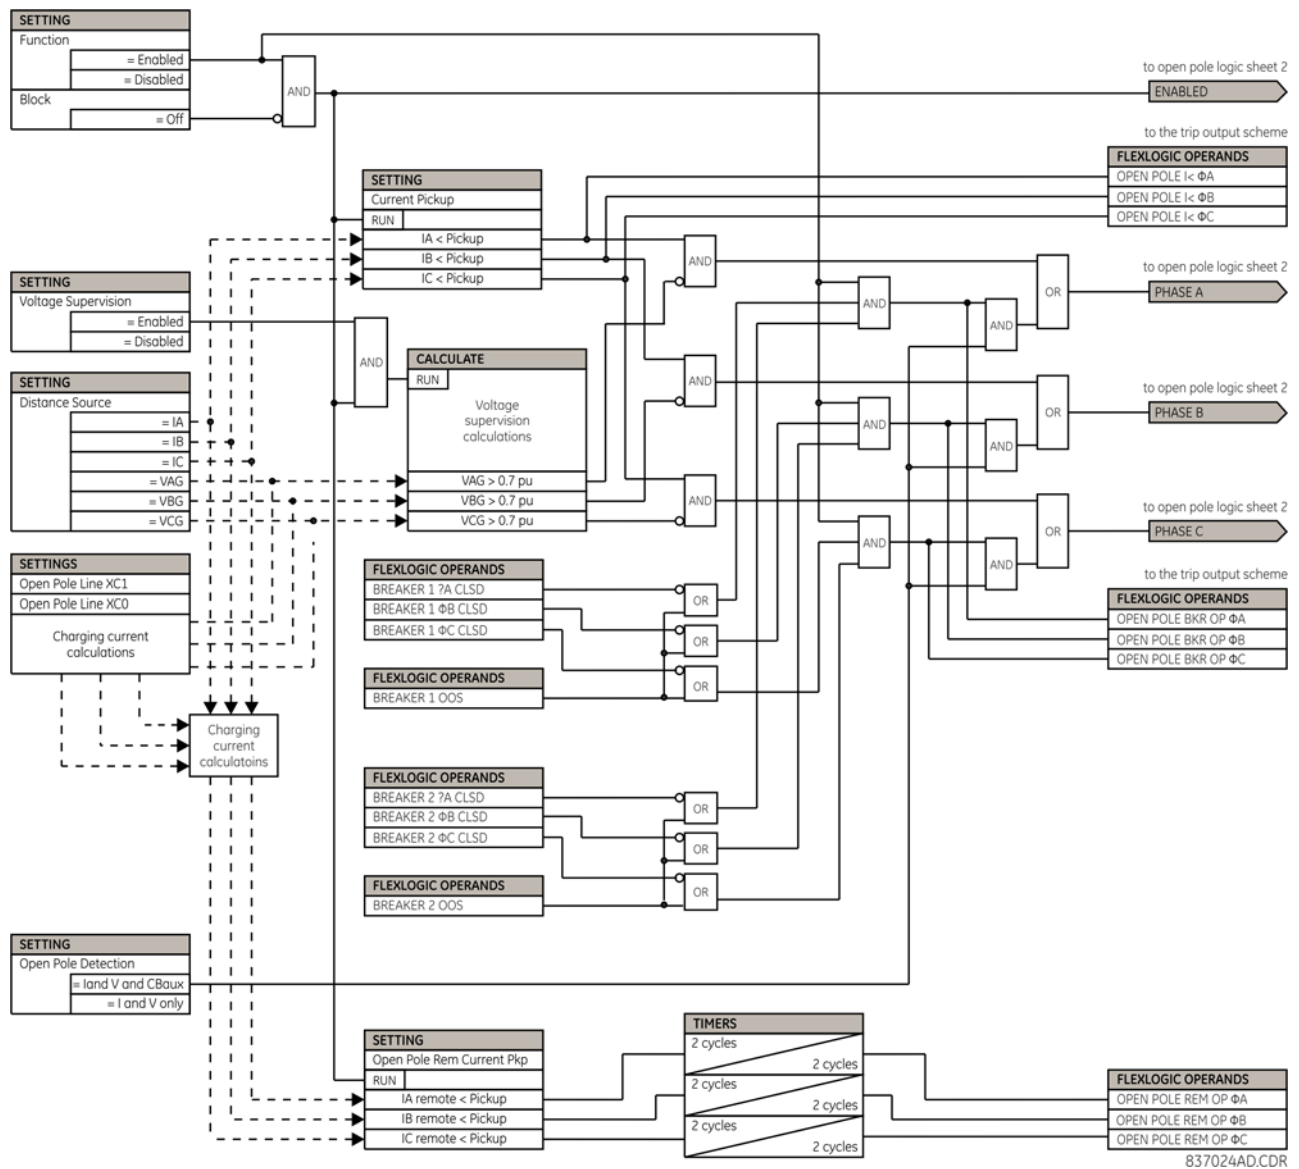 SETTING
Function
= Enabled
= Disabled
Block
= Off
AND
to open pole logic sheet 2
ENABLED
to the trip output scheme
FLEXLOGIC OPERANDS
OPEN POLE I< ΦA
OPEN POLE I< ΦB
OPEN POLE I< ΦC
SETTING
Current Pickup
RUN
IA < Pickup
IB < Pickup
IC < Pickup
SETTING
Voltage Supervision
= Enabled
= Disabled
AND
CALCULATE
RUN
Voltage
supervision
calculations
VAG > 0.7 pu
VBG > 0.7 pu
VCG > 0.7 pu
SETTING
Distance Source
= IA
= IB
= IC
= VAG
= VBG
= VCG
AND
AND
AND
AND
AND
AND
AND
AND
AND
OR
OR
OR
to open pole logic sheet 2
PHASE A
to open pole logic sheet 2
PHASE B
to open pole logic sheet 2
PHASE C
to the trip output scheme
FLEXLOGIC OPERANDS
OPEN POLE BKR OP ΦA
OPEN POLE BKR OP ΦB
OPEN POLE BKR OP ΦC
SETTINGS
Open Pole Line XC1
Open Pole Line XC0
Charging current
calculations
Charging
current
calculatoins
FLEXLOGIC OPERANDS
BREAKER 1 ?A CLSD
BREAKER 1 ΦB CLSD
BREAKER 1 ΦC CLSD
FLEXLOGIC OPERANDS
BREAKER 1 OOS
OR
OR
OR
FLEXLOGIC OPERANDS
BREAKER 2 ?A CLSD
BREAKER 2 ΦB CLSD
BREAKER 2 ΦC CLSD
FLEXLOGIC OPERANDS
BREAKER 2 OOS
OR
OR
OR
SETTING
Open Pole Detection
= Iand V and CBaux
= I and V only
SETTING
Open Pole Rem Current Pkp
RUN
IA remote < Pickup
IB remote < Pickup
IC remote < Pickup
TIMERS
2 cycles
2 cycles
2 cycles
2 cycles
2 cycles
2 cycles
FLEXLOGIC OPERANDS
OPEN POLE REM OP ΦA
OPEN POLE REM OP ΦB
OPEN POLE REM OP ΦC
837024AD.CDR